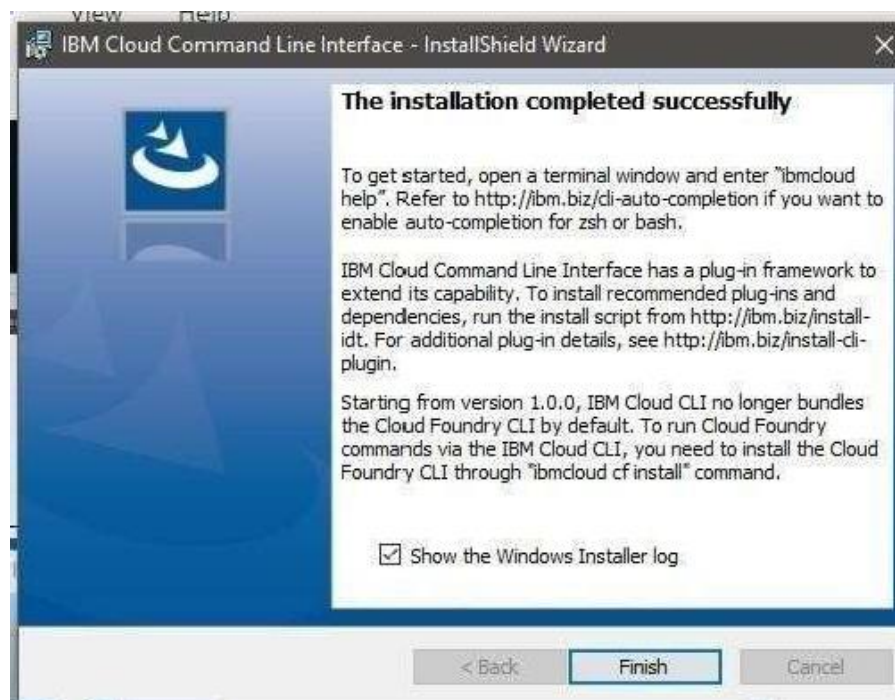 View Help
IBM Cloud Command Line Interface - InstallShield Wizard
The installation completed successfully
To get started, open a terminal window and enter "ibmcloud
help". Refer to http://ibm.biz/cli-auto-completion if you want to
enable auto-completion for zsh or bash.
IBM Cloud Command Line Interface has a plug-in framework to
extend its capability. To install recommended plug-ins and
dependencies, run the install script from http://ibm.biz/install-
idt. For additional plug-in details, see http://ibm.biz/install-cli-
plugin.
Starting from version 1.0.0, IBM Cloud CLI no longer bundles
the Cloud Foundry CLI by default. To run Cloud Foundry
commands via the IBM Cloud CLI, you need to install the Cloud
Foundry CLI through "ibmcloud cf install" command.
Show the Windows Installer log
< Back Finish Cancel